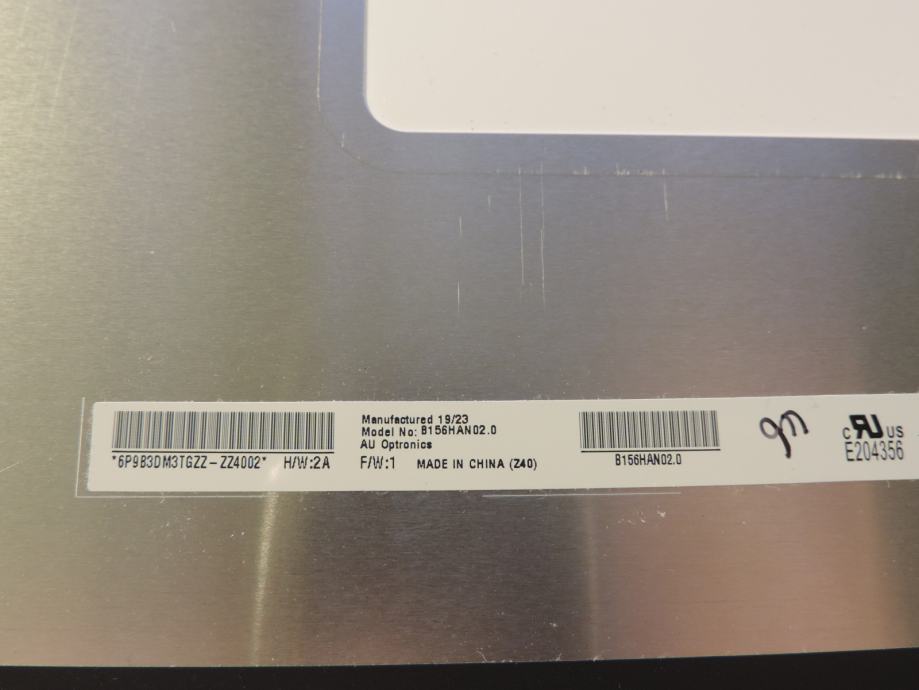 *6P9B3DM3TGZZ-ZZ4002* H/W:2A
Manufactured 19/23
Model No: B156HAN02.0
AU Optronics
F/W:1 MADE IN CHINA (Z40)
B156HAN02.0
c RU US
E204356